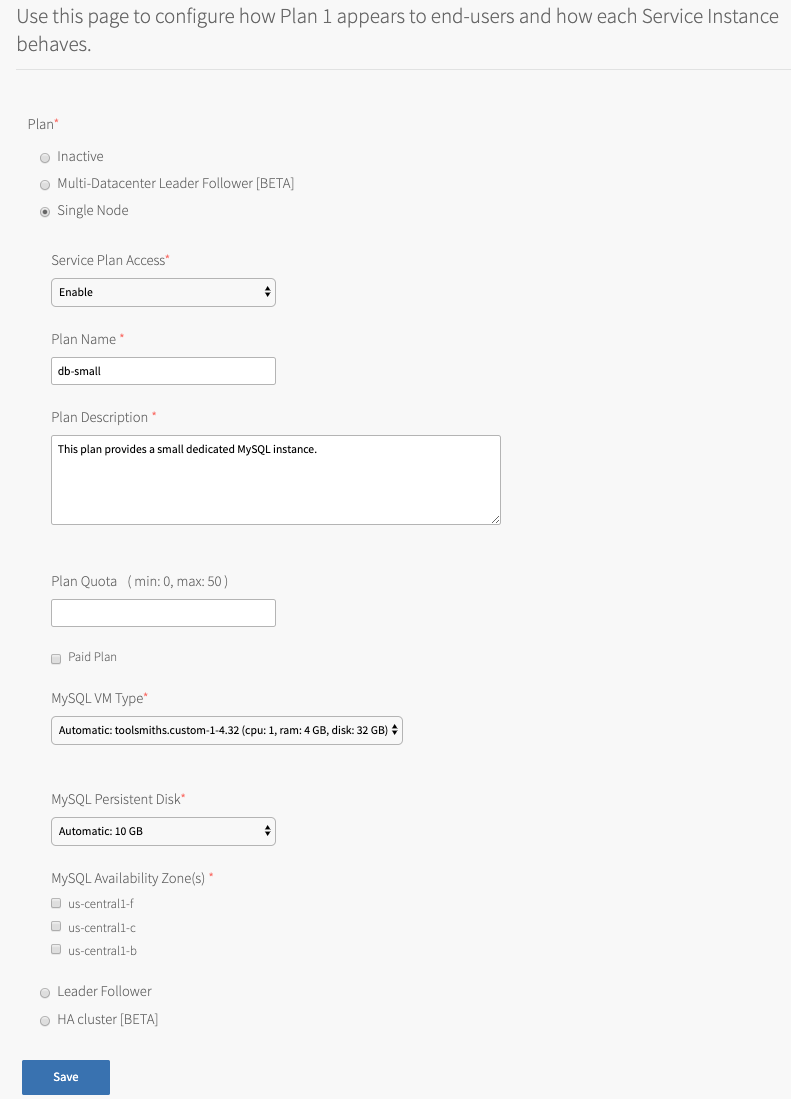 Use this page to configure how Plan 1 appears to end-users and how each Service Instance
behaves.
Plan*
Inactive
Multi-Datacenter Leader Follower [BETA]
Single Node
Service Plan Access*
Enable
Plan Name *
db-small
Plan Description *
This plan provides a small dedicated MySQL instance.
Plan Quota ( min: 0, max: 50 )
Paid Plan
MySQL VM Type*
Automatic: toolsmiths.custom-1-4.32 (cpu: 1, ram: 4 GB, disk: 32 GB)
MySQL Persistent Disk*
Automatic: 10 GB
MySQL Availability Zone(s) *
us-central1-f
us-central1-c
us-central1-b
Leader Follower
HA cluster [BETA]
Save